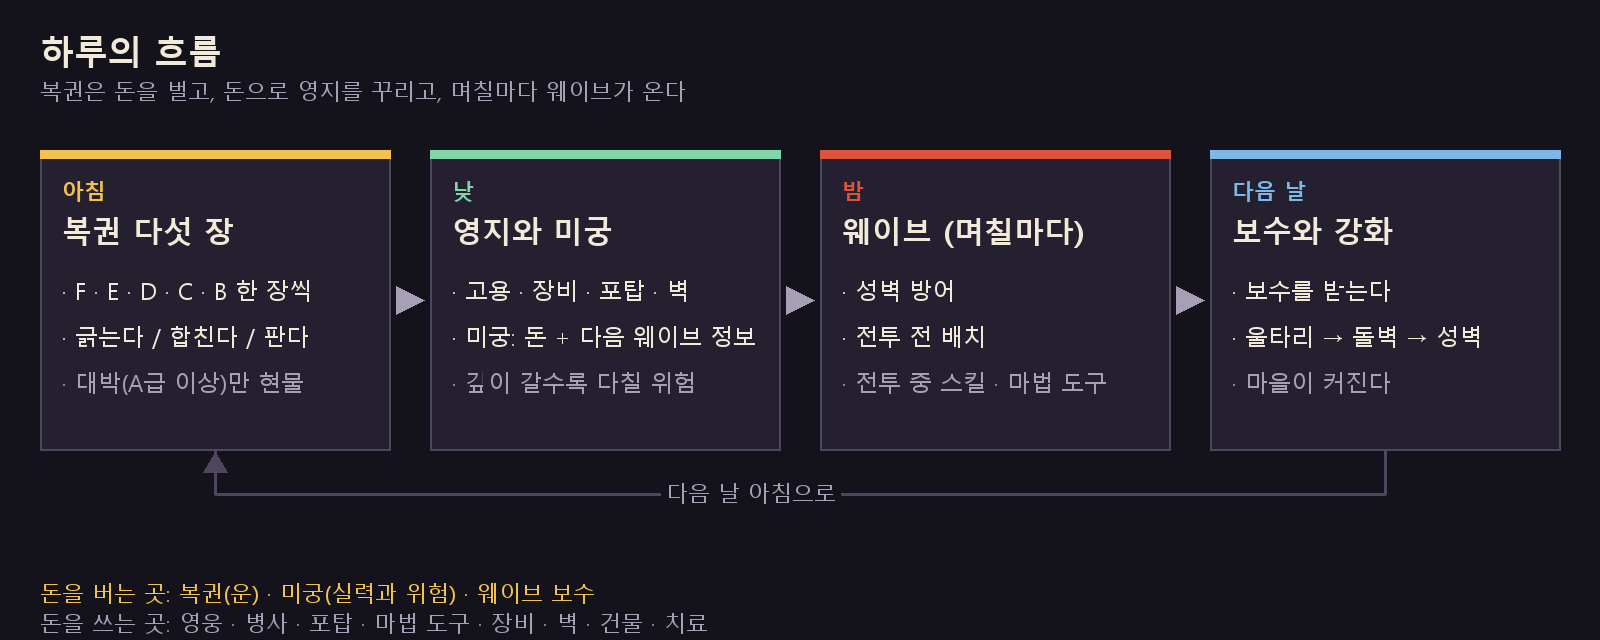 하루의 흐름
복권은 돈을 벌고, 돈으로 영지를 꾸리고, 며칠마다 웨이브가 온다
아침
복권 다섯 장
· F · E · D · C · B 한 장씩
· 긁는다 / 합친다 / 판다
· 대박(A급 이상)만 현물
낮
영지와 미궁
· 고용 · 장비 · 포탑 · 벽
· 미궁: 돈 + 다음 웨이브 정보
· 깊이 갈수록 다칠 위험
밤
웨이브 (며칠마다)
· 성벽 방어
· 전투 전 배치
· 전투 중 스킬 · 마법 도구
다음 날
보수와 강화
· 보수를 받는다
· 울타리 → 돌벽 → 성벽
· 마을이 커진다
다음 날 아침으로
돈을 버는 곳: 복권(운) · 미궁(실력과 위험) · 웨이브 보수
돈을 쓰는 곳: 영웅 · 병사 · 포탑 · 마법 도구 · 장비 · 벽 · 건물 · 치료